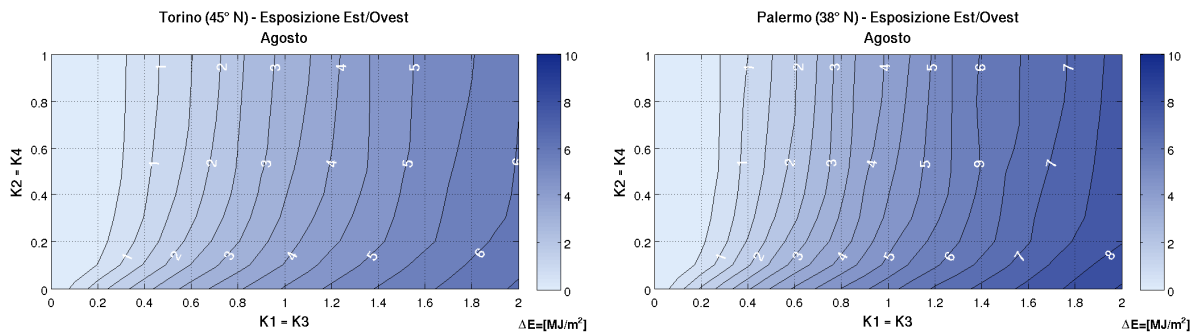 Torino (45° N) - Esposizione Est/Ovest
Agosto
1
0.8
0.6
0.4
0.2
0
K2 = K4
1 2 2 3 4 5
1 2 3 4 5 6
1 2 3 4 5 6
0 0.2 0.4 0.6 0.8 1 1.2 1.4 1.6 1.8 2
K1 = K3
10
8
6
4
2
0
ΔE=[MJ/m²]
Palermo (38° N) - Esposizione Est/Ovest
Agosto
1
0.8
0.6
0.4
0.2
0
K2 = K4
1 2 3 4 5 6 7
1 2 3 4 5 6 7
1 2 3 4 5 6 7 8
0 0.2 0.4 0.6 0.8 1 1.2 1.4 1.6 1.8 2
K1 = K3
10
8
6
4
2
0
ΔE=[MJ/m²]